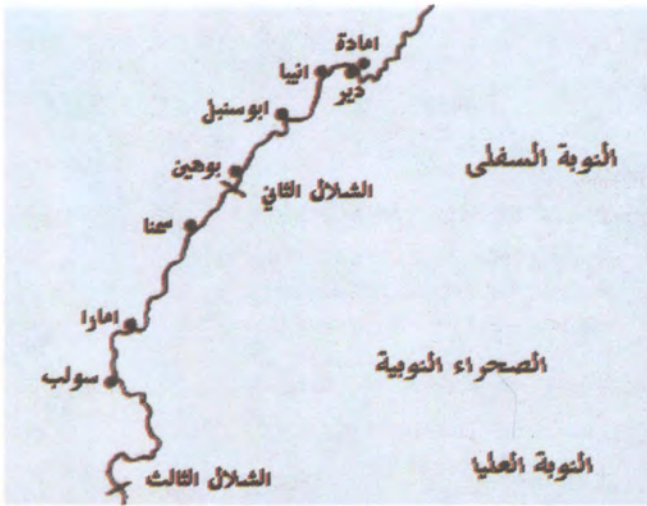 امادة
انيبا
دير
ابوسنبل
بوهين
النوبة السفلى
الشلال الثاني
سمنا
امارا
الصحراء النوبية
سولب
النوبة العليا
الشلال الثالث